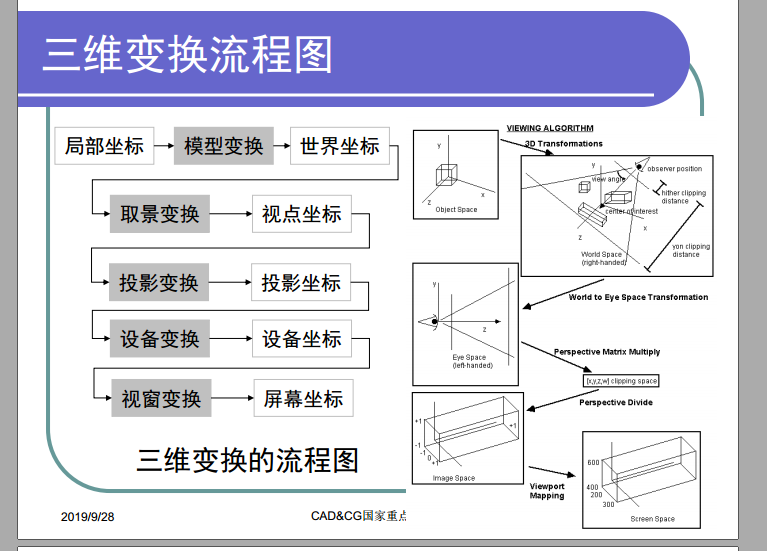 三维变换流程图
局部坐标
模型变换
世界坐标
取景变换
视点坐标
投影变换
投影坐标
设备变换
设备坐标
视窗变换
屏幕坐标
三维变换的流程图
VIEWING ALGORITHM
3D Transformations
y
x
z
Object Space
y
view angle
observer position
hither clipping
distance
center of interest
x
z
yon clipping
distance
World Space
(right-handed)
World to Eye Space Transformation
y
z
Eye Space
(left-handed)
Perspective Matrix Multiply
[x,y,z,w] clipping space
Perspective Divide
+1
+1
-1
-1
0
+1
Image Space
Viewport
Mapping
600
400
200
300
Screen Space
2019/9/28
CAD&CG国家重点